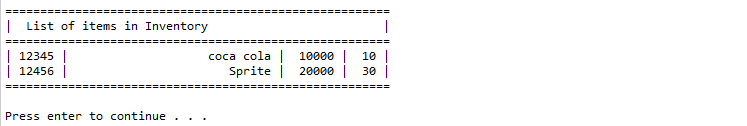 =======================================================
|  List of items in Inventory                         |
=======================================================
| 12345 |                    coca cola |  10000 |  10 |
| 12456 |                       Sprite |  20000 |  30 |
=======================================================
Press enter to continue . . .